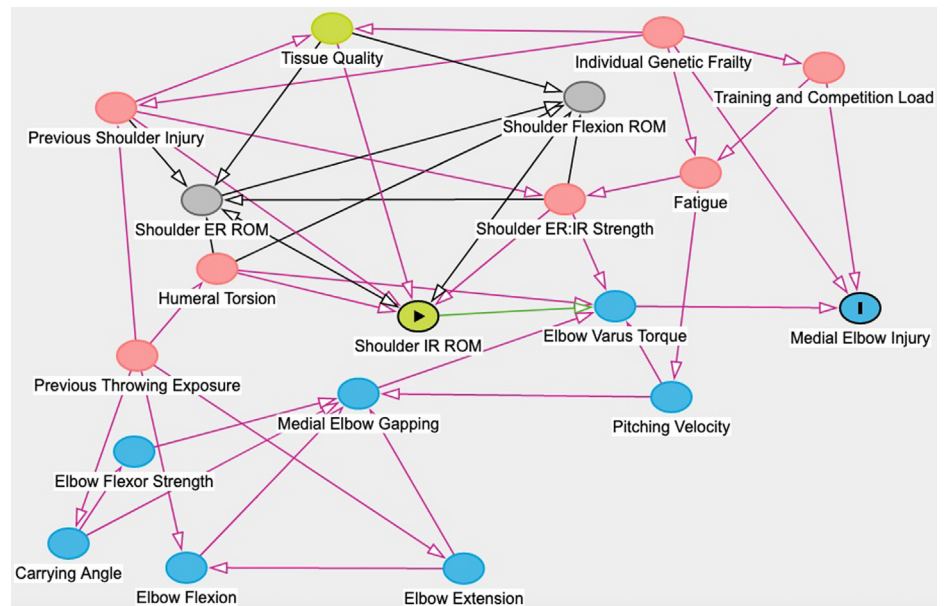 Tissue Quality
Individual Genetic Frailty
Training and Competition Load
Shoulder Flexion ROM
Previous Shoulder Injury
Fatigue
Shoulder ER ROM
Shoulder ER:IR Strength
Humeral Torsion
Elbow Varus Torque
Medial Elbow Injury
Shoulder IR ROM
Previous Throwing Exposure
Medial Elbow Gapping
Pitching Velocity
Elbow Flexor Strength
Carrying Angle
Elbow Flexion
Elbow Extension